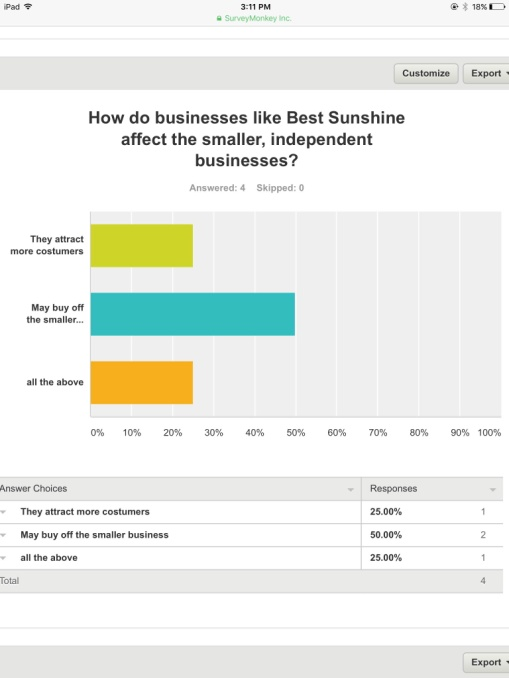 iPad 3:11 PM 18%
SurveyMonkey Inc.
Customize Export
How do businesses like Best Sunshine
affect the smaller, independent
businesses?
Answered: 4 Skipped: 0
They attract
more costumers
May buy off
the smaller...
all the above
0% 10% 20% 30% 40% 50% 60% 70% 80% 90% 100%
Answer Choices Responses
They attract more costumers 25.00% 1
May buy off the smaller business 50.00% 2
all the above 25.00% 1
Total 4
Export